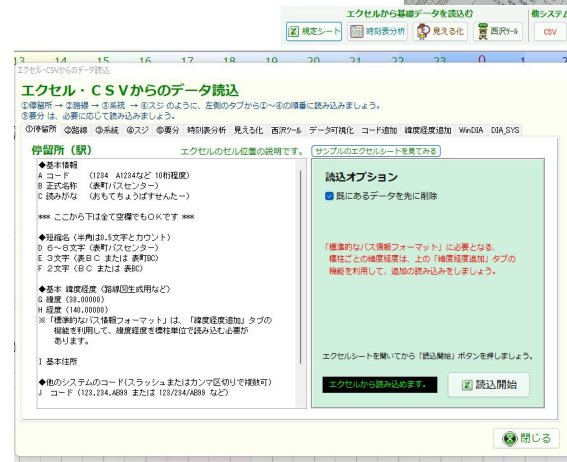 エクセルから基礎データを読込む
他システム
規定シート 時刻表分析 見える化 西沢ﾂｰﾙ CSV
13 14 15 16 17 18 19 20 21 22 23 0 1 2
エクセル・CSVからのデータ読込
エクセル・ＣＳＶからのデータ読込
①停留所 → ②路線 → ③系統 → ④スジ のように、左側のタブから①～④の順番に読み込みましょう。
⑤要分 は、必要に応じて読み込みましょう。
①停留所 ②路線 ③系統 ④スジ ⑤要分 時刻表分析 見える化 西沢ﾂｰﾙ データ可視化 コード追加 緯度経度追加 WinDIA DIA_SYS
停留所（駅） エクセルのセル位置の説明です。 サンプルのエクセルシートを見てみる
◆基本情報
A コード （1234 A1234など 10桁程度）
B 正式名称 （表町バスセンター）
C 読みがな （おもてちょうばすせんたー）
*** ここから下は全て空欄でもＯＫです ***
◆短縮名（半角は0.5文字とカウント）
D 6～8文字（表町バスセンター）
E 3文字（表ＢＣ または 表町BC）
F 2文字（ＢＣ または 表BC）
◆基本 緯度経度（路線図生成用など）
G 緯度（38.00000）
H 経度（140.00000）
※「標準的なバス情報フォーマット」は、「緯度経度追加」タブの
機能を利用して、緯度経度を標柱単位で読み込む必要が
あります。
I 基本住所
◆他のシステムのコード（スラッシュまたはカンマ区切りで複数可）
J コード（123,234,AB99 または 123/234/AB99 など）
読込オプション
既にあるデータを先に削除
「標準的なバス情報フォーマット」に必要となる、
標柱ごとの緯度経度は、上の「緯度経度追加」タブの
機能を利用して、追加の読み込みをしましょう。
エクセルシートを開いてから「読込開始」ボタンを押しましょう。
エクセルから読み込めます。 読込開始
閉じる